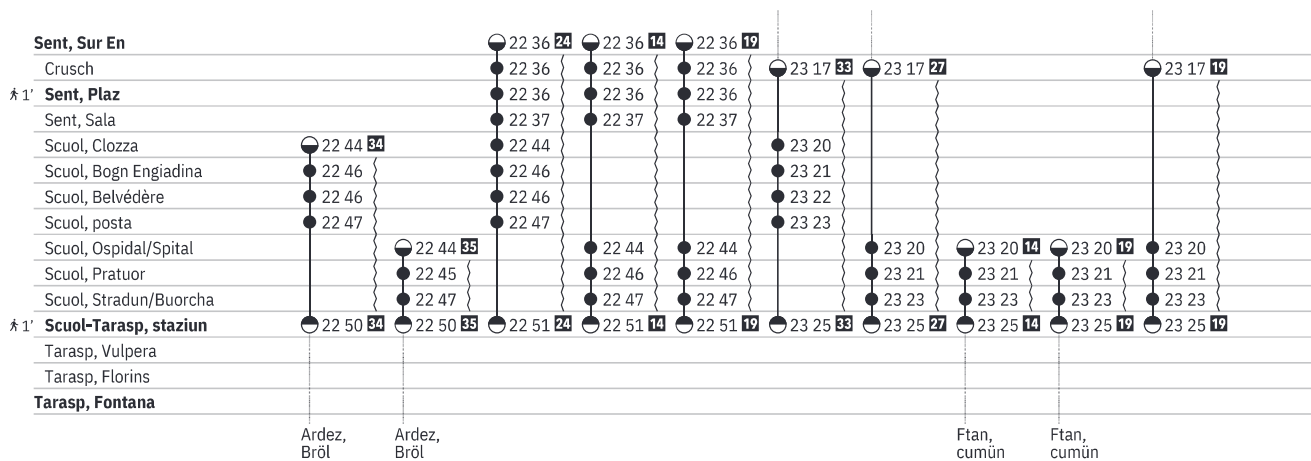 Sent, Sur En 22 36 24 22 36 14 22 36 19
Crusch 22 36 22 36 22 36 23 17 33 23 17 27 23 17 19
1' Sent, Plaz 22 36 22 36 22 36
Sent, Sala 22 37 22 37 22 37
Scuol, Clozza 22 44 34 22 44 23 20
Scuol, Bogn Engiadina 22 46 22 46 23 21
Scuol, Belvédère 22 46 22 46 23 22
Scuol, posta 22 47 22 47 23 23
Scuol, Ospidal/Spital 22 44 35 22 44 22 44 23 20 23 20 14 23 20 19 23 20
Scuol, Pratuor 22 45 22 46 22 46 23 21 23 21 23 21 23 21
Scuol, Stradun/Buorcha 22 47 22 47 22 47 23 23 23 23 23 23 23 23
1' Scuol-Tarasp, staziun 22 50 34 22 50 35 22 51 24 22 51 14 22 51 19 23 25 33 23 25 27 23 25 14 23 25 19 23 25 19
Tarasp, Vulpera
Tarasp, Florins
Tarasp, Fontana
Ardez, Ardez, Ftan, Ftan,
Bröl Bröl cumün cumün